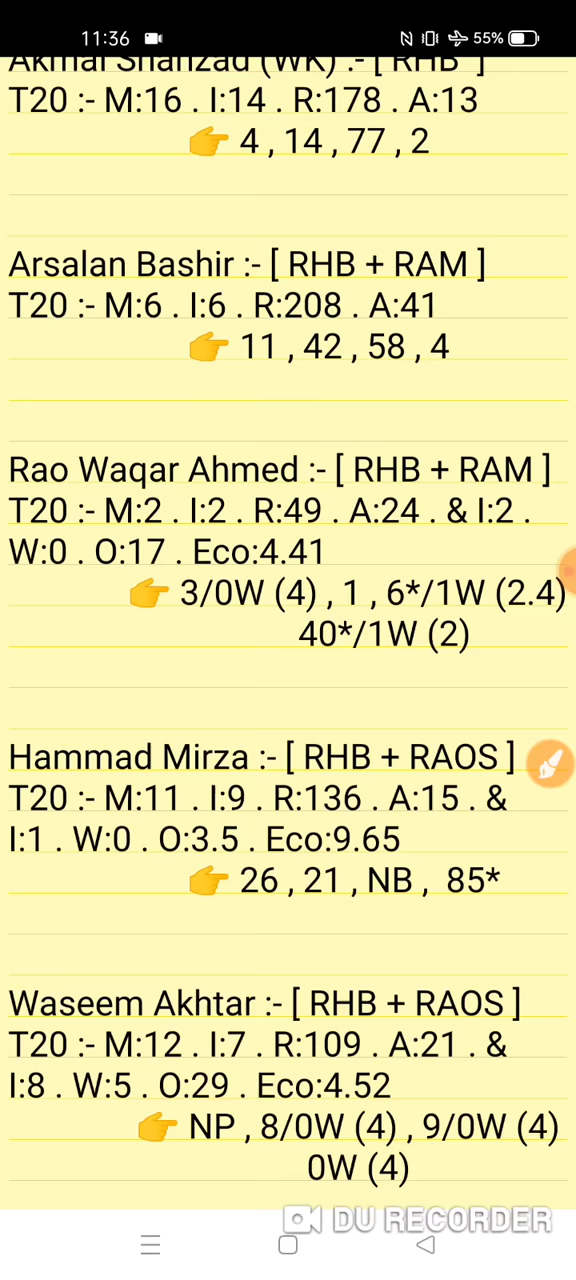 11:36 55%
Akmal Shahzad (WK) :- [ RHB ]
T20 :- M:16 . I:14 . R:178 . A:13
👉 4 , 14 , 77 , 2
Arsalan Bashir :- [ RHB + RAM ]
T20 :- M:6 . I:6 . R:208 . A:41
👉 11 , 42 , 58 , 4
Rao Waqar Ahmed :- [ RHB + RAM ]
T20 :- M:2 . I:2 . R:49 . A:24 . & I:2 .
W:0 . O:17 . Eco:4.41
👉 3/0W (4) , 1 , 6*/1W (2.4)
40*/1W (2)
Hammad Mirza :- [ RHB + RAOS ]
T20 :- M:11 . I:9 . R:136 . A:15 . &
I:1 . W:0 . O:3.5 . Eco:9.65
👉 26 , 21 , NB , 85*
Waseem Akhtar :- [ RHB + RAOS ]
T20 :- M:12 . I:7 . R:109 . A:21 . &
I:8 . W:5 . O:29 . Eco:4.52
👉 NP , 8/0W (4) , 9/0W (4)
0W (4)
DU RECORDER